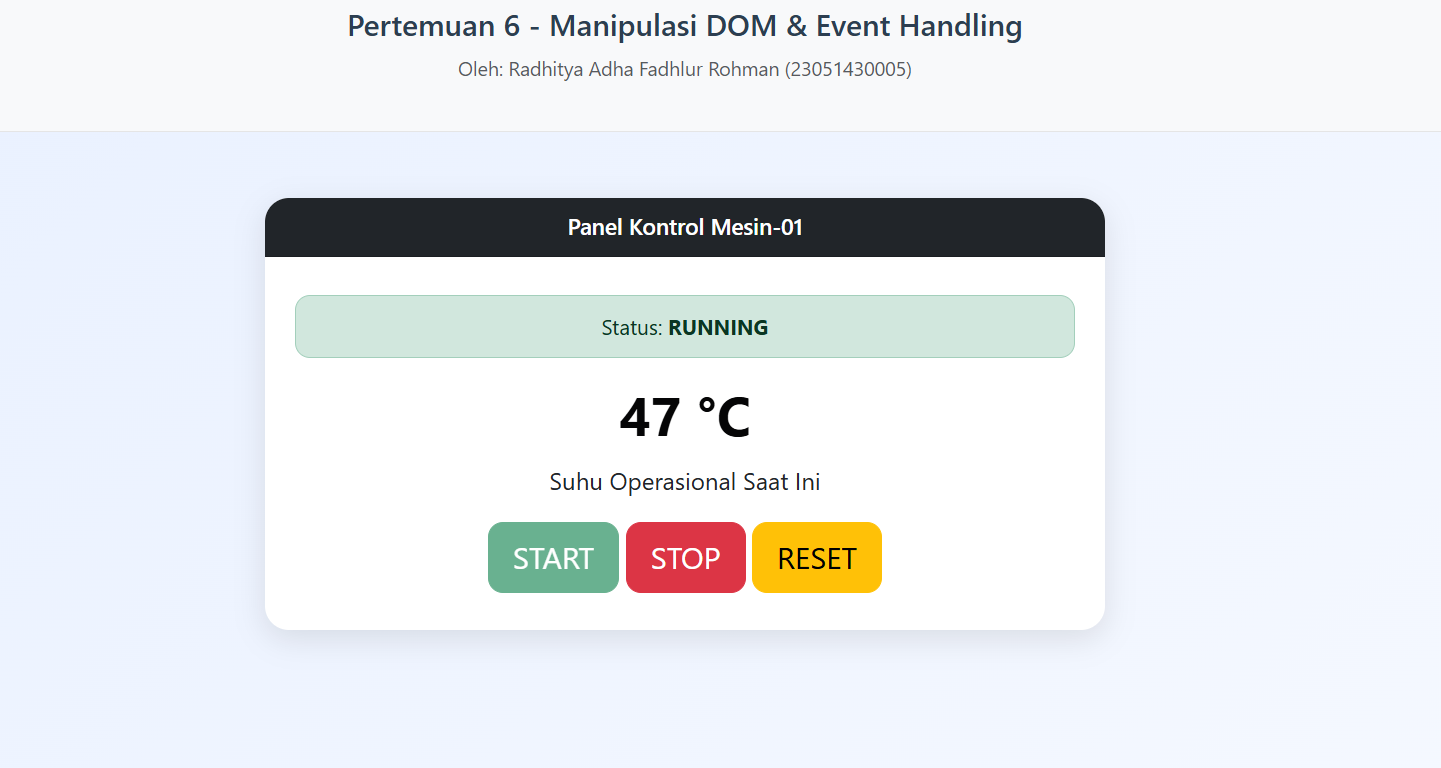 Pertemuan 6 - Manipulasi DOM & Event Handling
Oleh: Radhitya Adha Fadhlur Rohman (23051430005)
Panel Kontrol Mesin-01
Status: RUNNING
47 °C
Suhu Operasional Saat Ini
START STOP RESET